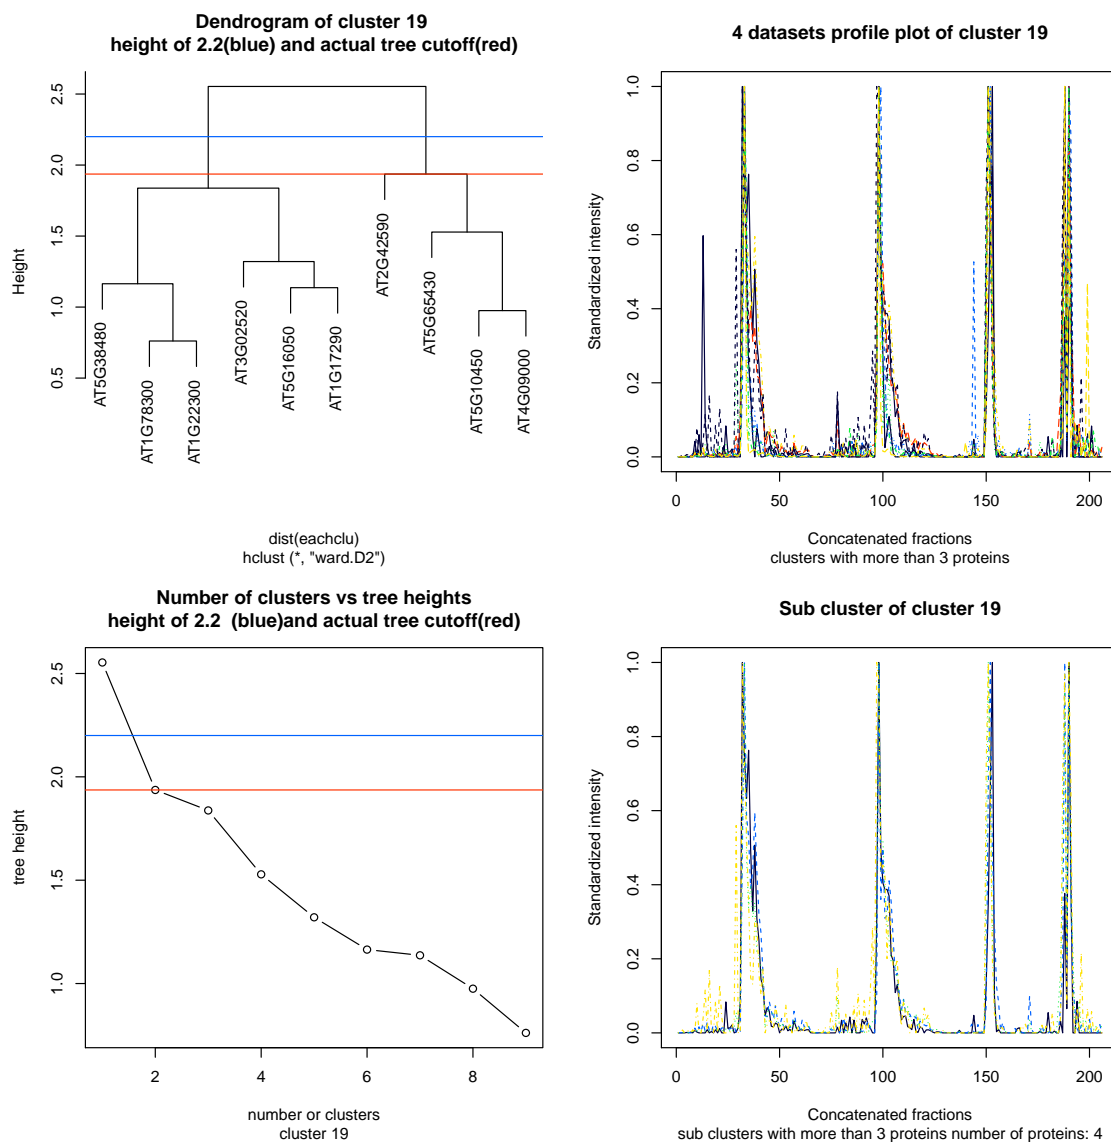 Dendrogram of cluster 19
height of 2.2(blue) and actual tree cutoff(red)
Height
2.5
2.0
1.5
1.0
0.5
AT5G38480
AT1G78300
AT1G22300
AT3G02520
AT5G16050
AT1G17290
AT2G42590
AT5G65430
AT5G10450
AT4G09000
dist(eachclu)
hclust (*, "ward.D2")
4 datasets profile plot of cluster 19
Standardized intensity
1.0
0.8
0.6
0.4
0.2
0.0
0 50 100 150 200
Concatenated fractions
clusters with more than 3 proteins
Number of clusters vs tree heights
height of 2.2 (blue)and actual tree cutoff(red)
tree height
2.5
2.0
1.5
1.0
2 4 6 8
number or clusters
cluster 19
Sub cluster of cluster 19
Standardized intensity
1.0
0.8
0.6
0.4
0.2
0.0
0 50 100 150 200
Concatenated fractions
sub clusters with more than 3 proteins number of proteins: 4